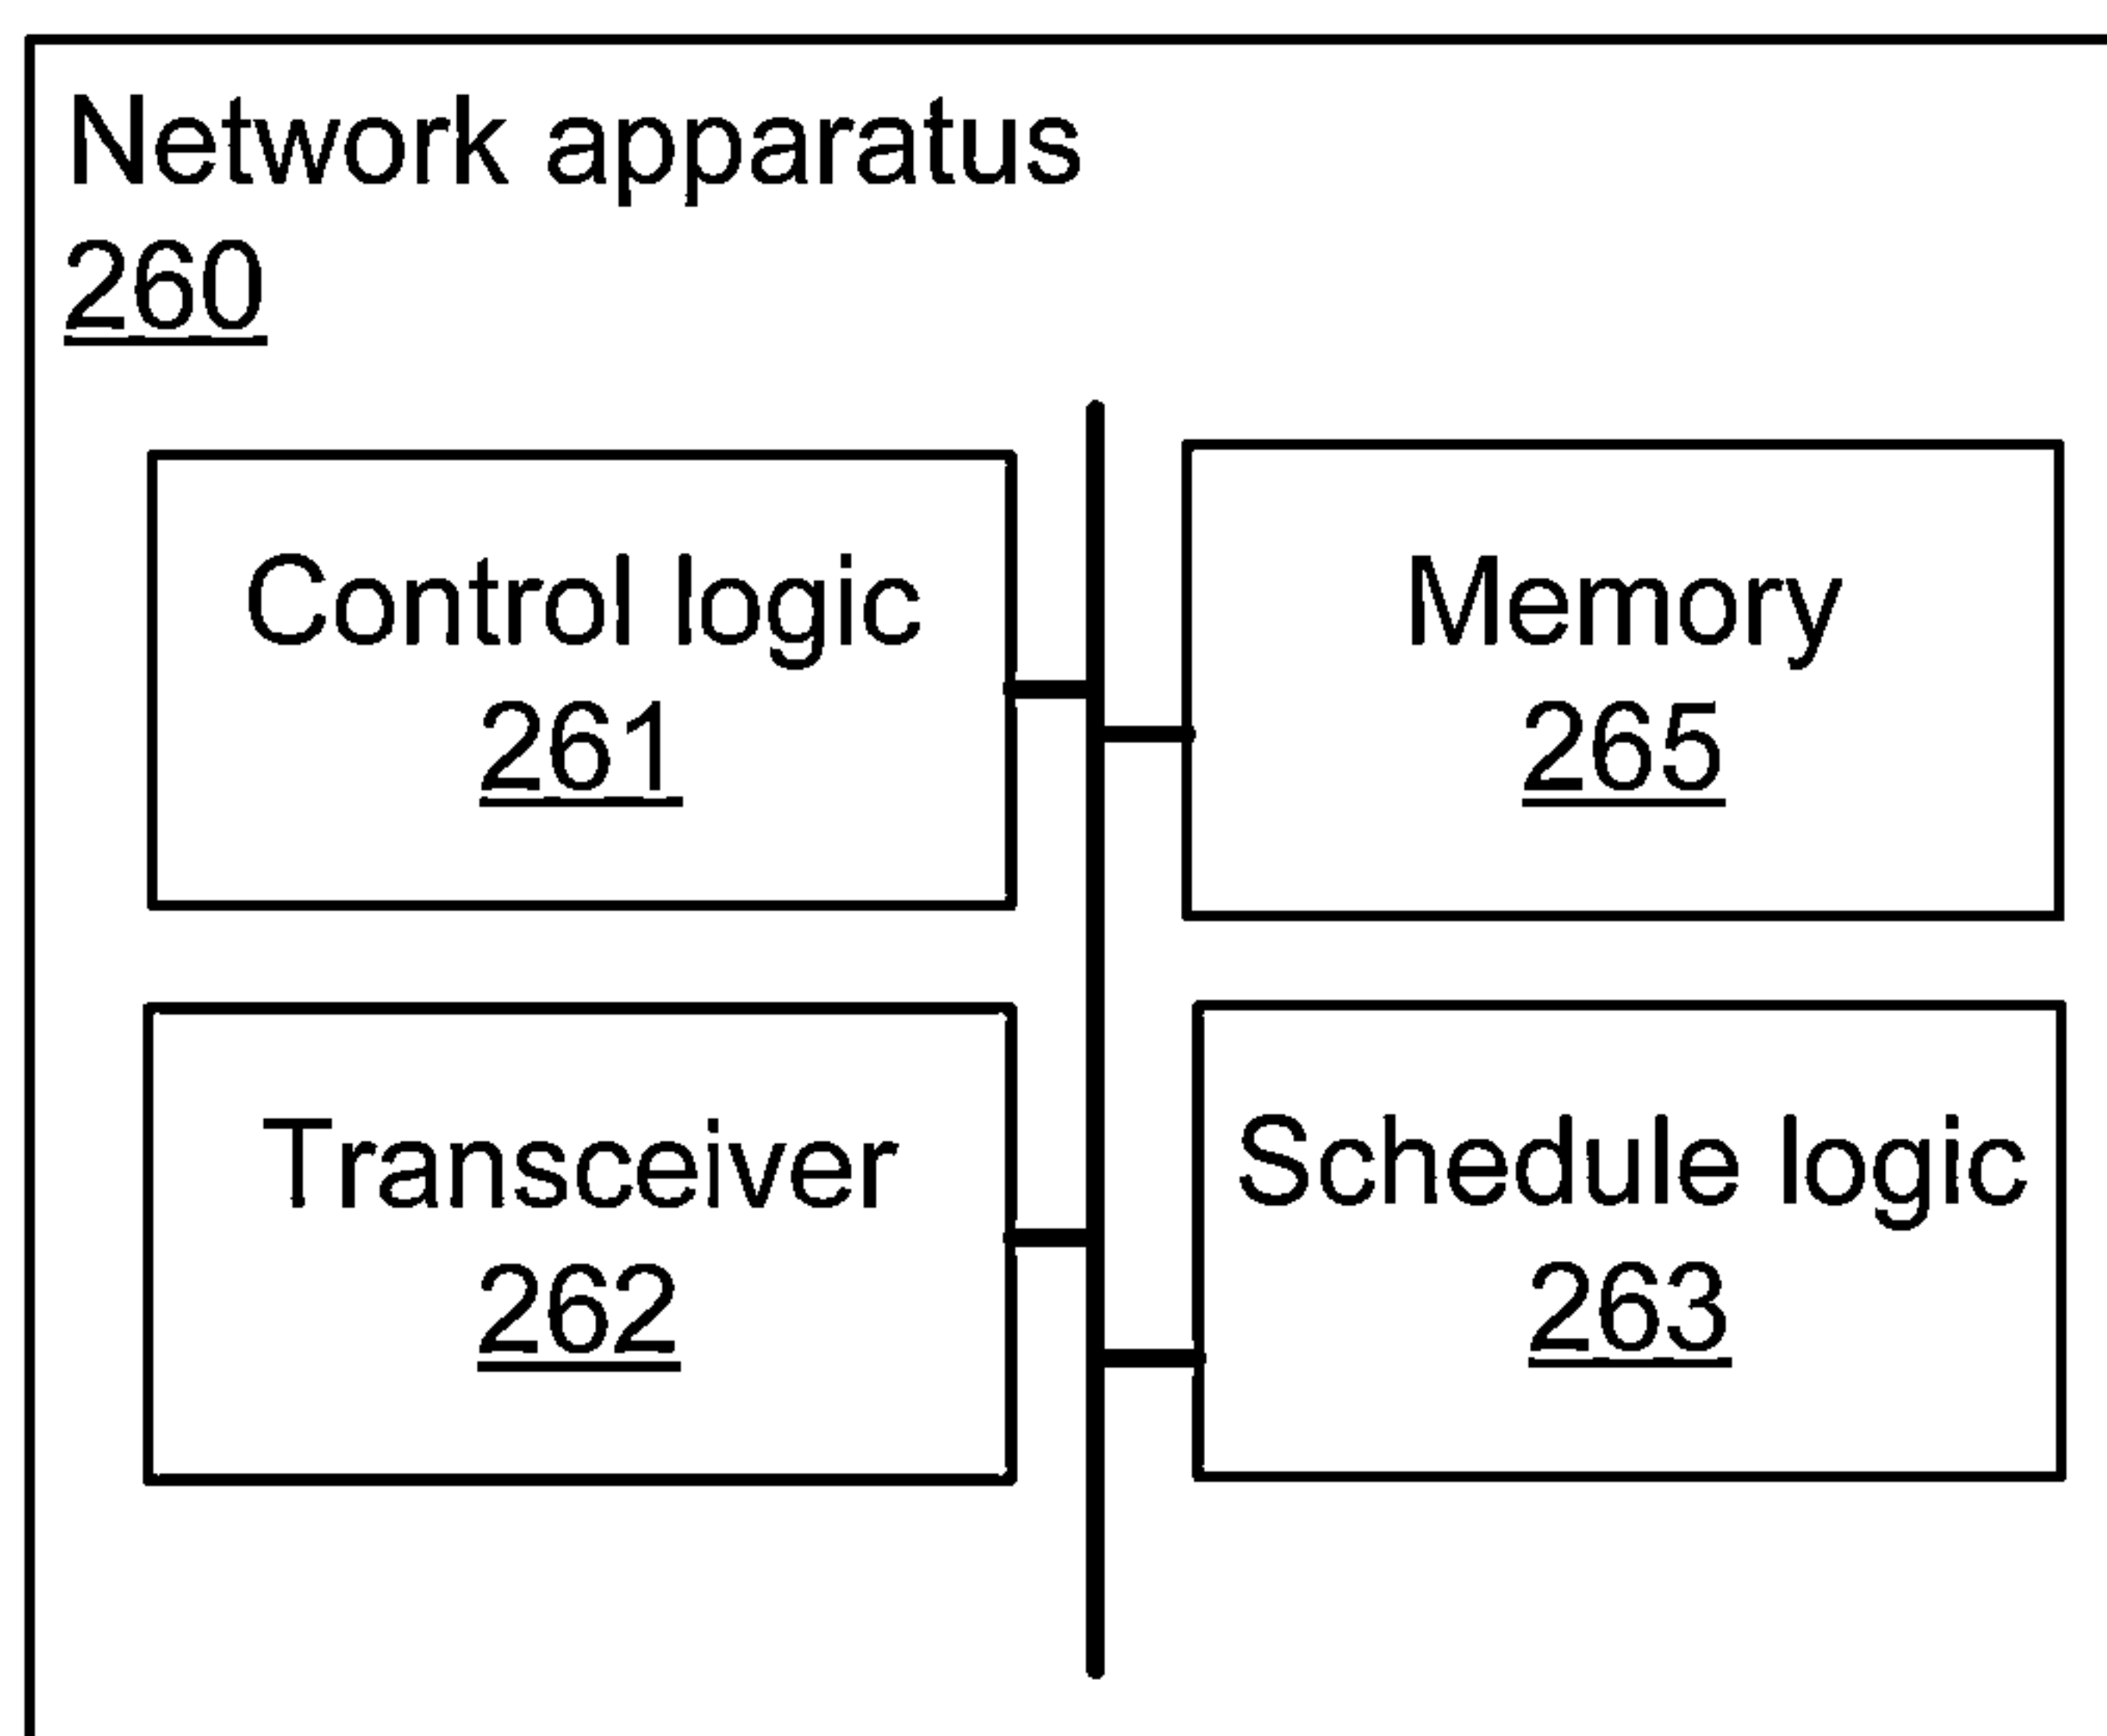 Network apparatus
260
Control logic
261
Memory
265
Transceiver
262
Schedule logic
263